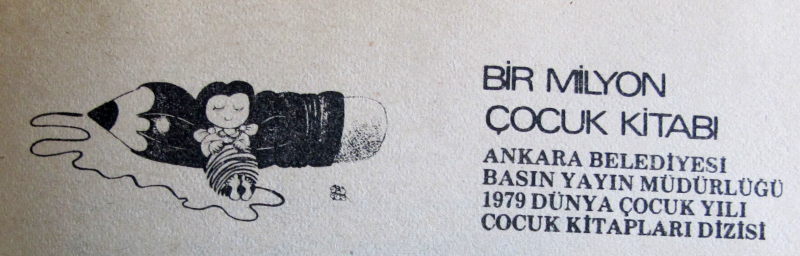 BİR MİLYON
ÇOCUK KİTABI
ANKARA BELEDİYESİ
BASIN YAYIN MÜDÜRLÜĞÜ
1979 DÜNYA ÇOCUK YILI
ÇOCUK KİTAPLARI DİZİSİ